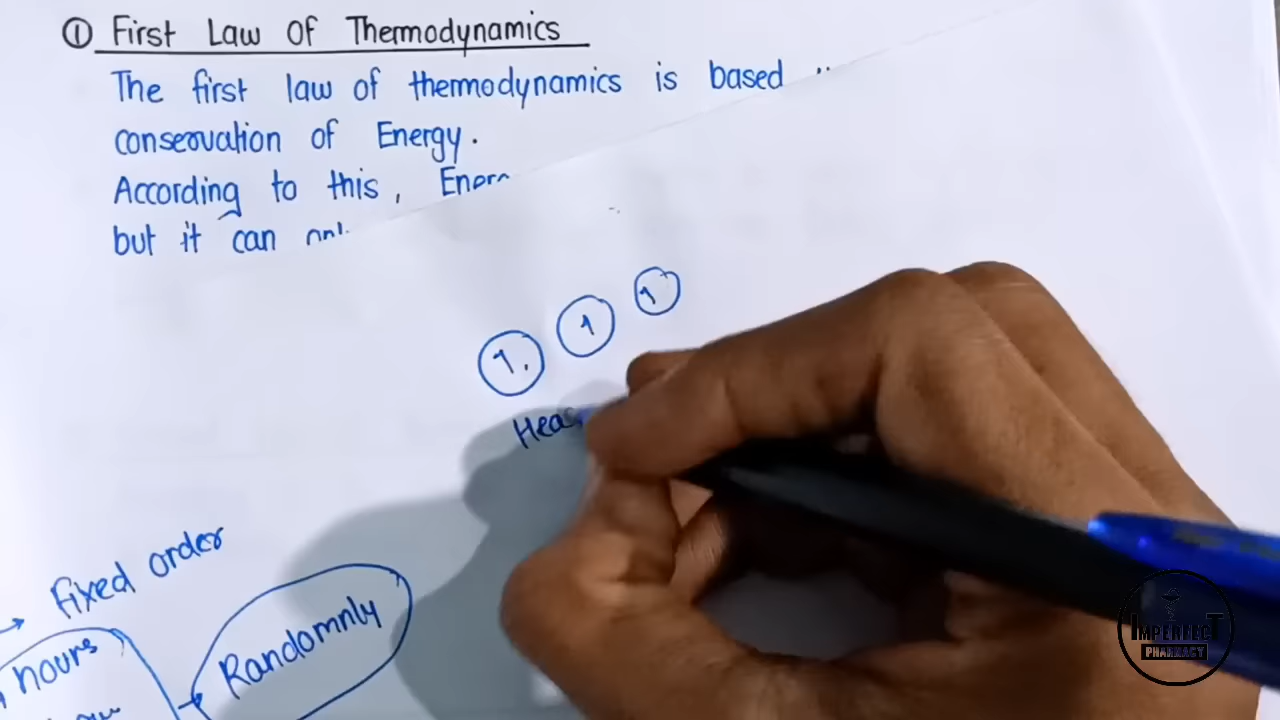 ① First Law Of Thermodynamics
The first law of thermodynamics is based
conservation of Energy.
According to this,
but it can
1. 1 1
Fixed order
hours
Randomnly
IMPERFECT
PHARMACY